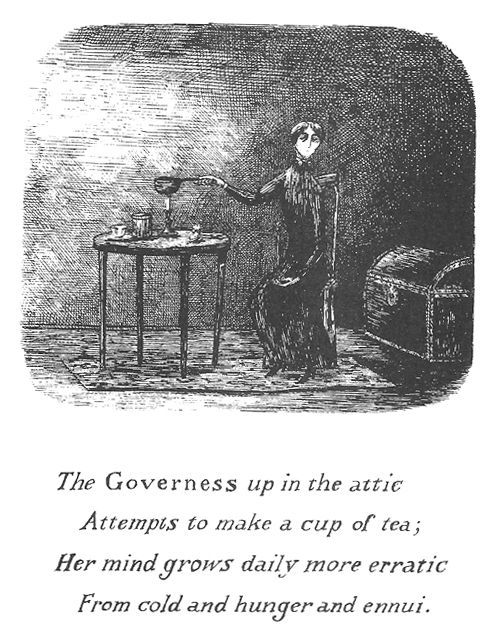 The Governess up in the attic
Attempts to make a cup of tea;
Her mind grows daily more erratic
From cold and hunger and ennui.